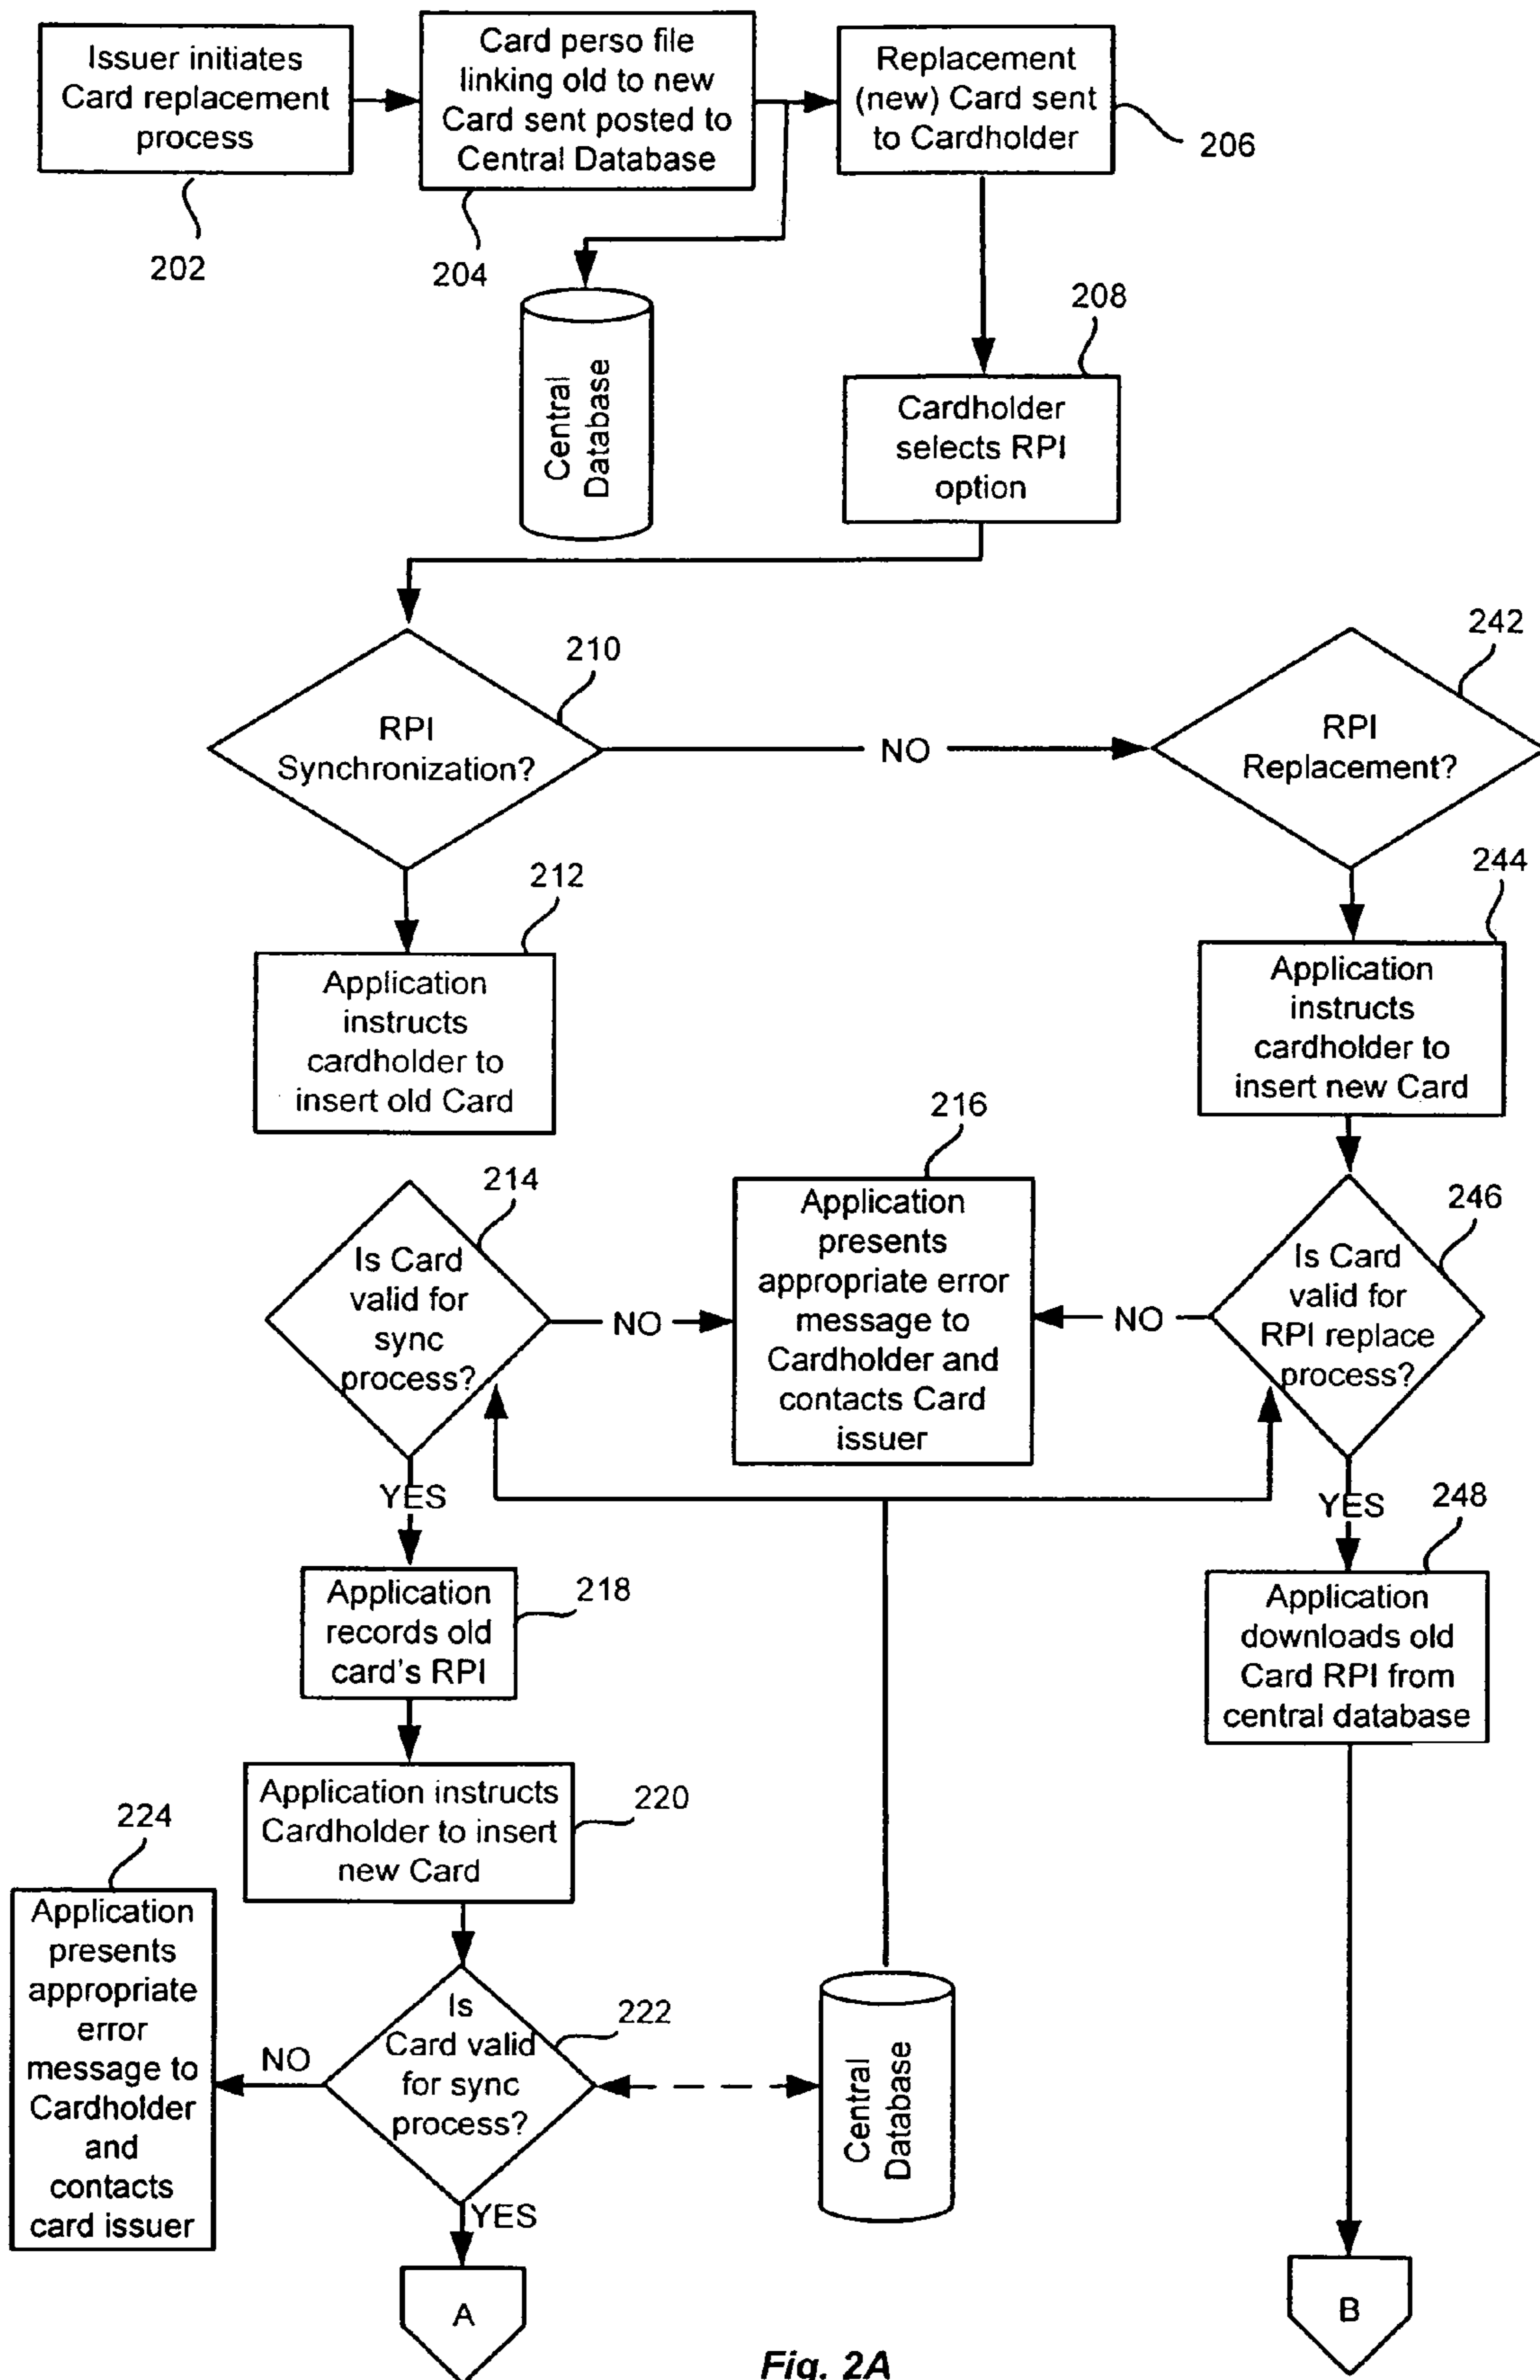 Issuer initiates
Card replacement
process
202
Card perso file
linking old to new
Card sent posted to
Central Database
204
Replacement
(new) Card sent
to Cardholder
206
Central
Database
208
Cardholder
selects RPI
option
210
RPI
Synchronization?
NO
242
RPI
Replacement?
212
Application
instructs
cardholder to
insert old Card
244
Application
instructs
cardholder to
insert new Card
214
Is Card
valid for
sync
process?
NO
216
Application
presents
appropriate error
message to
Cardholder and
contacts Card
issuer
NO
246
Is Card
valid for
RPI replace
process?
YES
YES
218
Application
records old
card's RPI
248
Application
downloads old
Card RPI from
central database
220
Application instructs
Cardholder to insert
new Card
224
Application
presents
appropriate
error
message to
Cardholder
and
contacts
card issuer
NO
222
Is
Card valid
for sync
process?
Central
Database
YES
A
B
Fig. 2A